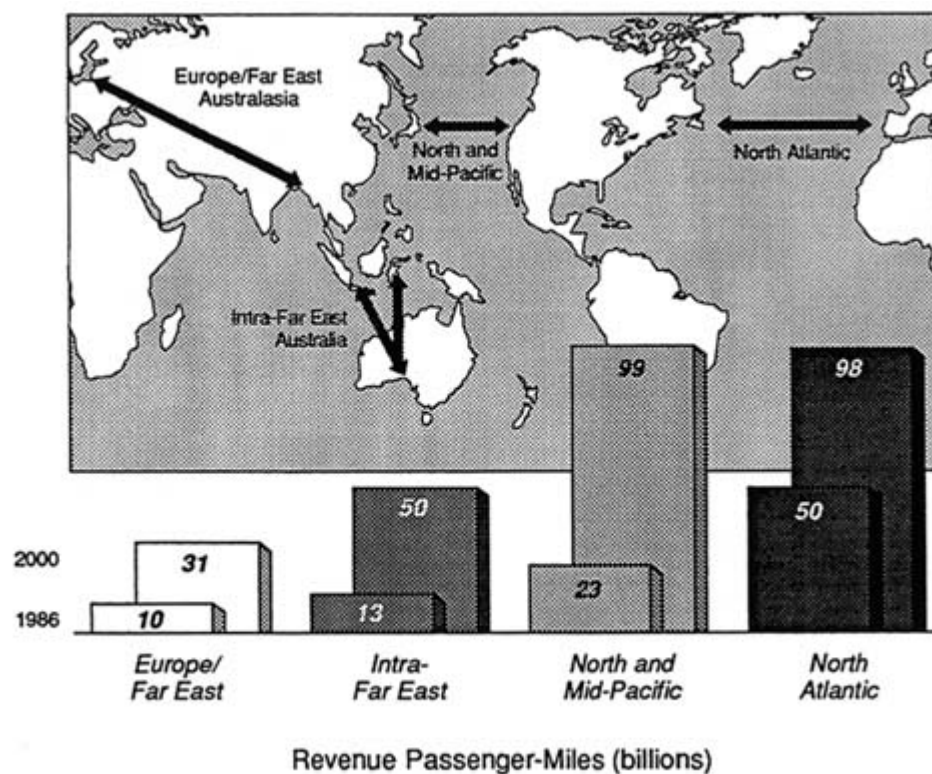 Europe/Far East
Australasia
North and
Mid-Pacific
North Atlantic
Intra-Far East
Australia
99
98
50
50
31
23
13
10
2000
1986
Europe/
Far East
Intra-
Far East
North and
Mid-Pacific
North
Atlantic
Revenue Passenger-Miles (billions)